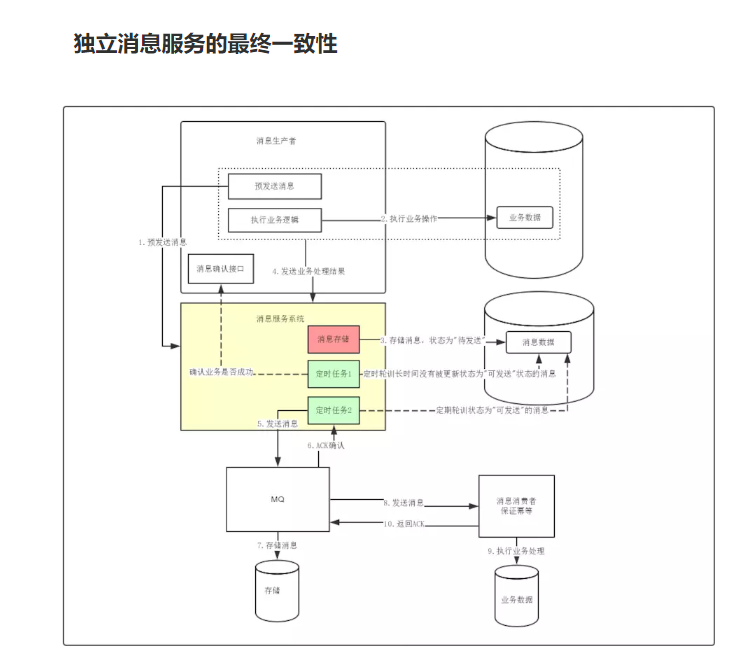 独立消息服务的最终一致性
消息生产者
预发送消息
执行业务逻辑
2.执行业务操作
业务数据
1.预发送消息
消息确认接口
4.发送业务处理结果
消息服务系统
消息存储
3.存储消息，状态为"待发送"
消息数据
确认业务是否成功
定时任务1
定时轮训长时间没有被更新状态为"可发送"状态的消息
定时任务2
定期轮训状态为"可发送"的消息
5.发送消息
6.ACK确认
MQ
8.发送消息
消息消费者
保证幂等
10.返回ACK
7.存储消息
9.执行业务处理
存储
业务数据